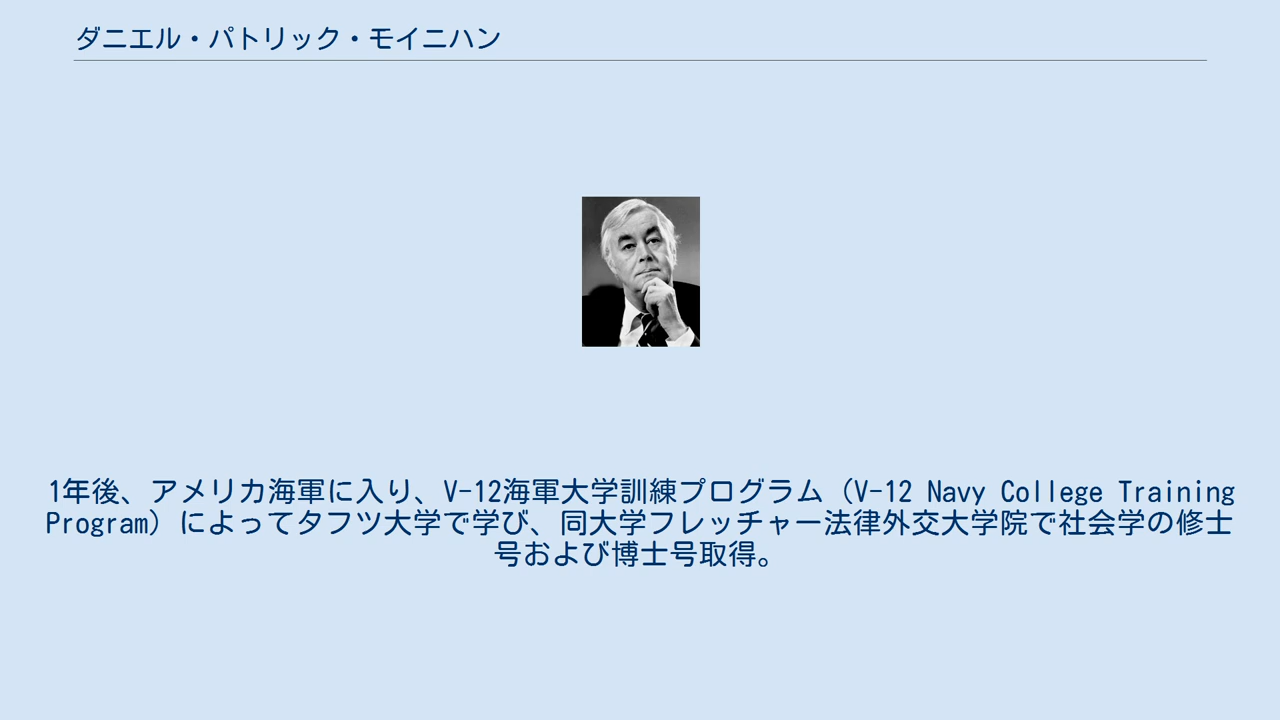 ダニエル・パトリック・モイニハン
1年後、アメリカ海軍に入り、V-12海軍大学訓練プログラム（V-12 Navy College Training
Program）によってタフツ大学で学び、同大学フレッチャー法律外交大学院で社会学の修士
号および博士号取得。